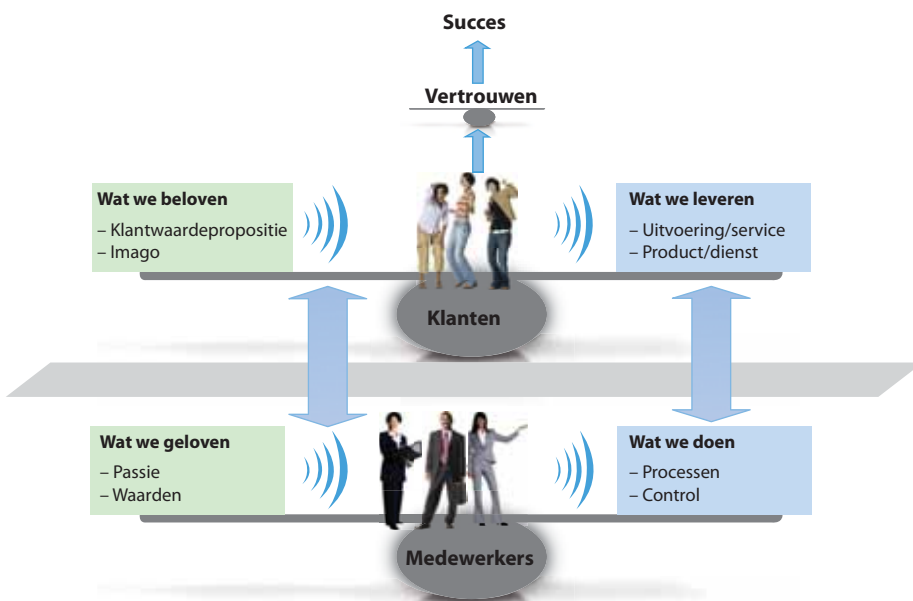 Succes
Vertrouwen
Wat we beloven
– Klantwaardepropositie
– Imago
Wat we leveren
– Uitvoering/service
– Product/dienst
Klanten
Wat we geloven
– Passie
– Waarden
Wat we doen
– Processen
– Control
Medewerkers